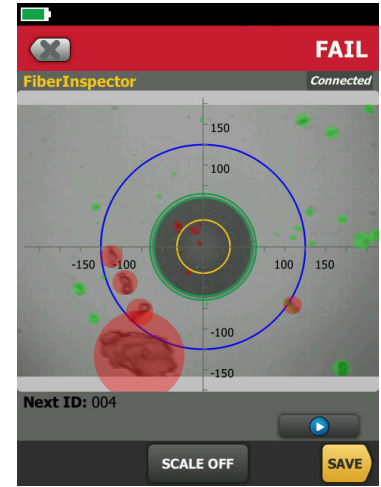 FAIL
FiberInspector Connected
150
100
-150 -100 100 150
-100
-150
Next ID: 004
SCALE OFF SAVE